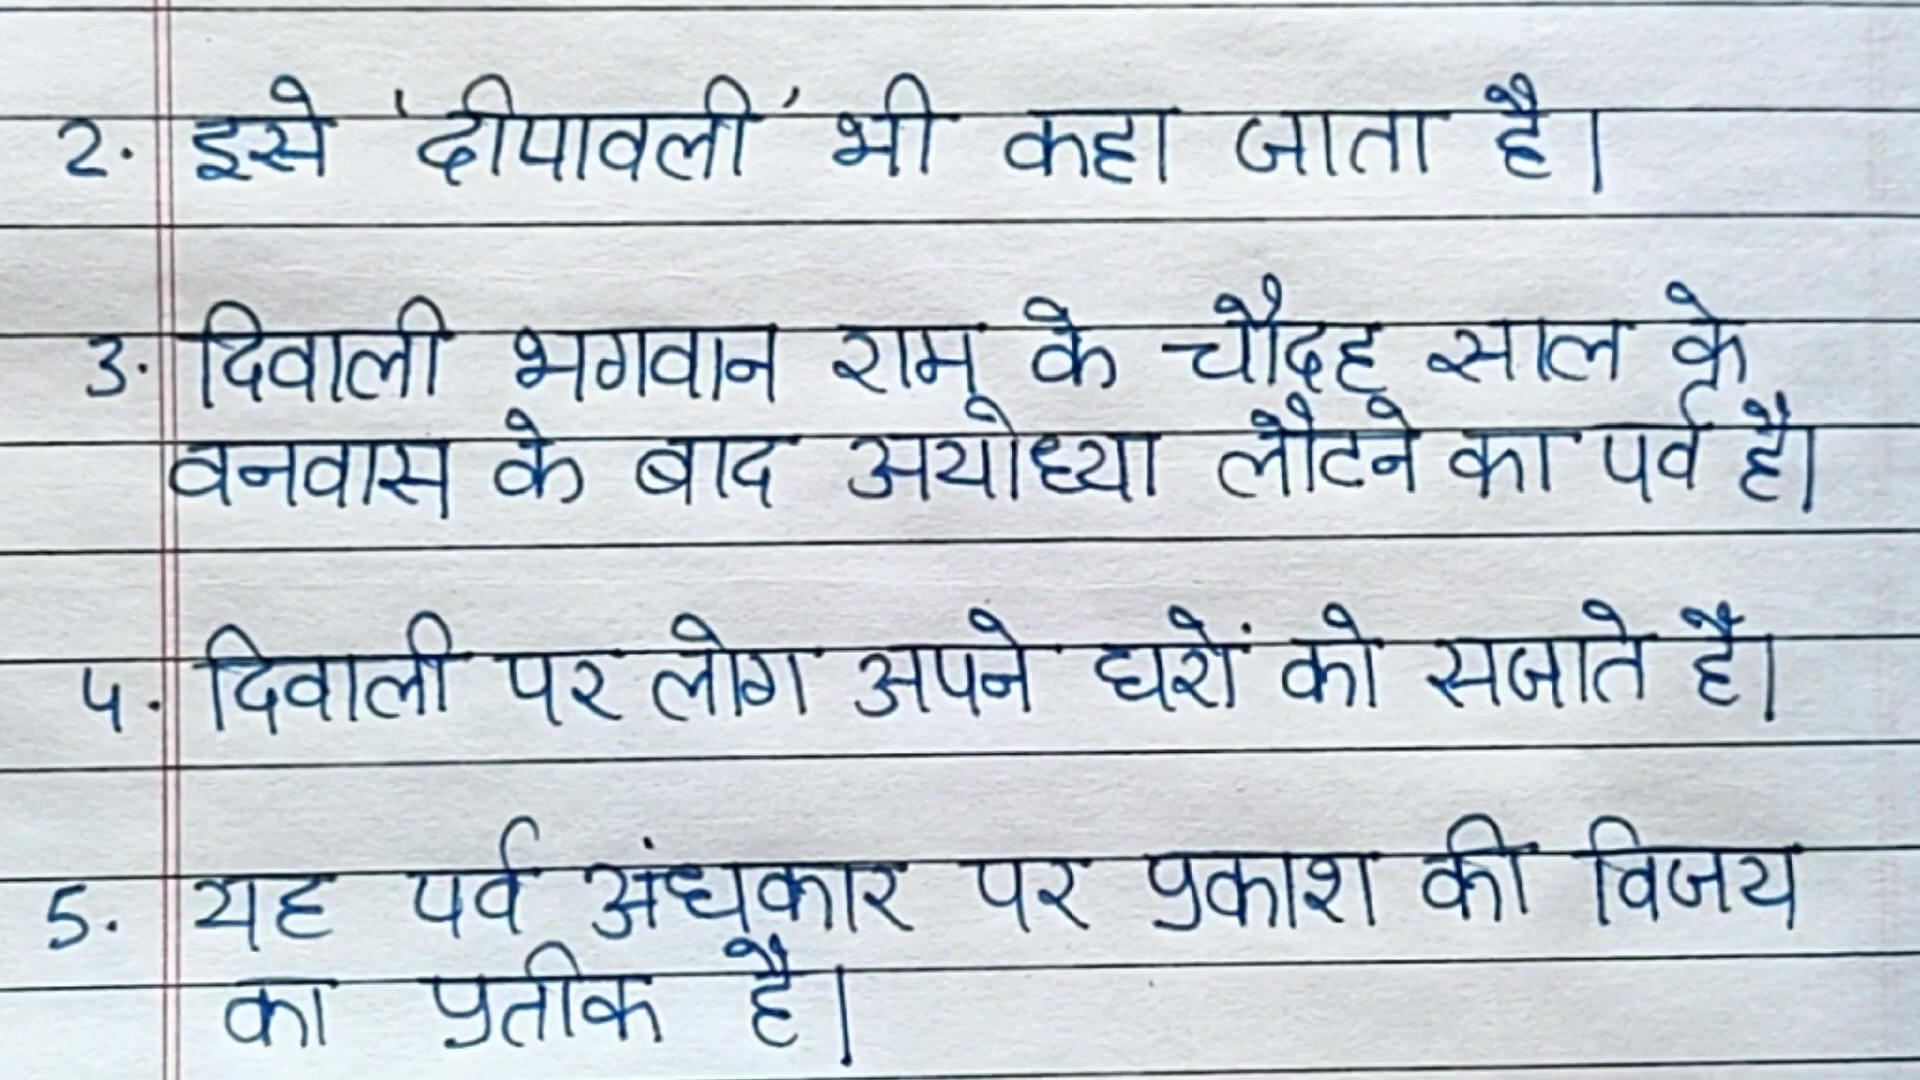 2. इसे 'दीपावली' भी कहा जाता है।
3. दिवाली भगवान राम के चौदह साल के
वनवास के बाद अयोध्या लौटने का पर्व है।
4. दिवाली पर लोग अपने घरों को सजाते हैं।
5. यह पर्व अंधकार पर प्रकाश की विजय
का प्रतीक है।